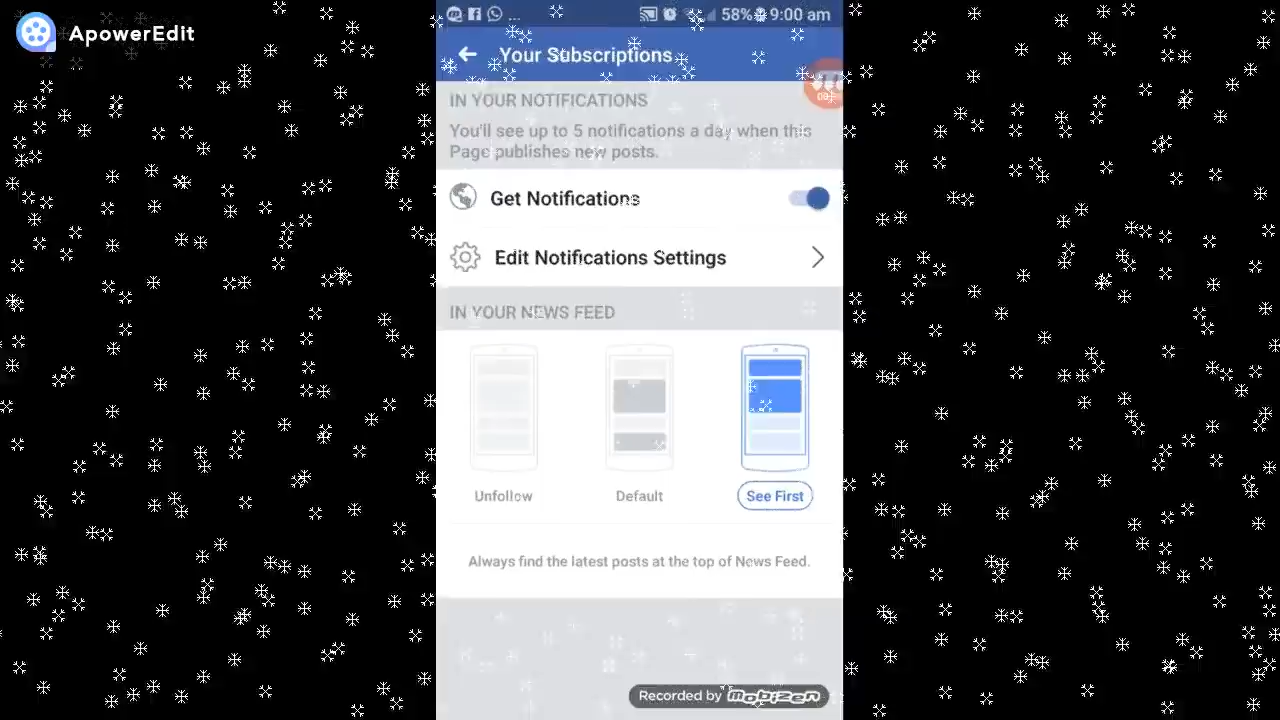 ApowerEdit
... 58% 9:00 am
Your Subscriptions
IN YOUR NOTIFICATIONS
You'll see up to 5 notifications a day when this
Page publishes new posts.
Get Notifications
Edit Notifications Settings
IN YOUR NEWS FEED
Unfollow
Default
See First
Always find the latest posts at the top of News Feed.
Recorded by mobizen